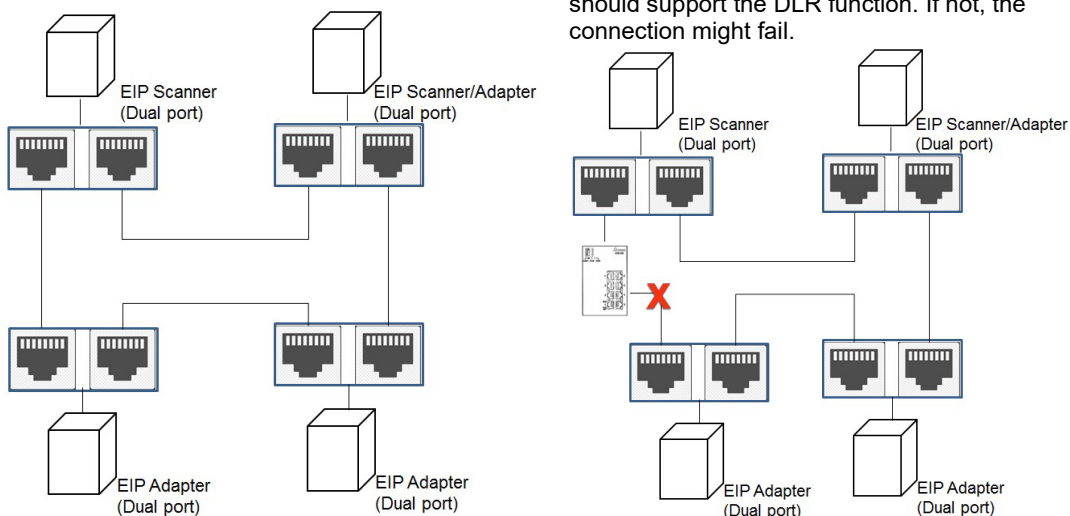 should support the DLR function. If not, the
connection might fail.
EIP Scanner
(Dual port)
EIP Scanner/Adapter
(Dual port)
EIP Adapter
(Dual port)
EIP Adapter
(Dual port)
EIP Scanner
(Dual port)
EIP Scanner/Adapter
(Dual port)
X
EIP Adapter
(Dual port)
EIP Adapter
(Dual port)